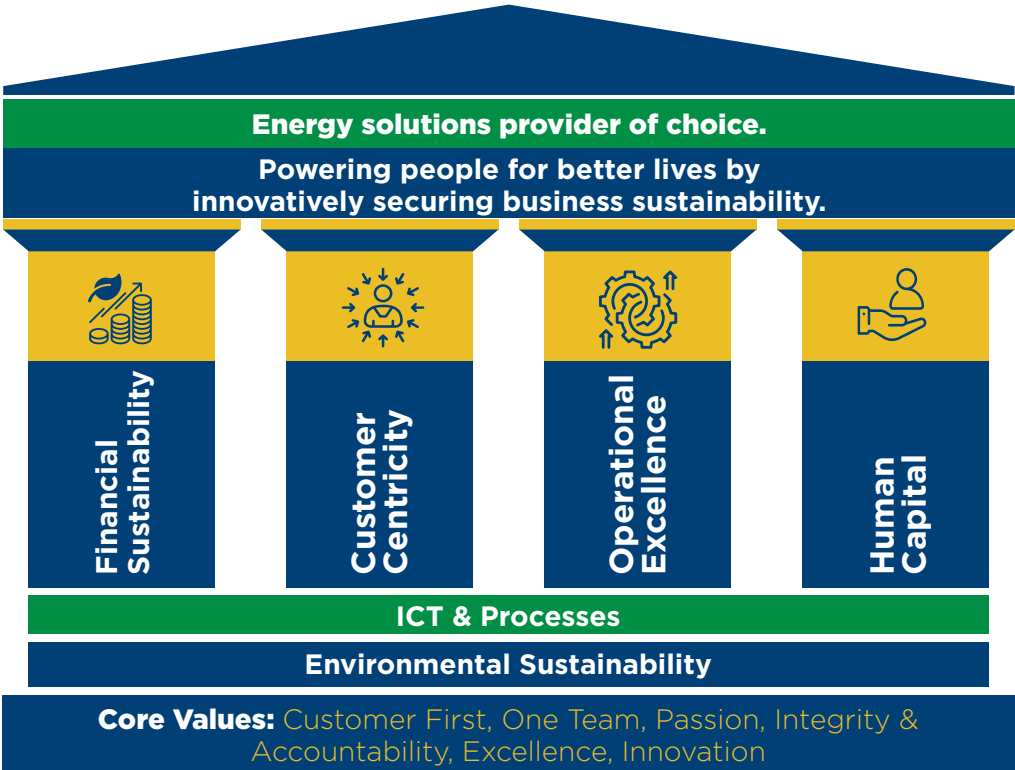 Energy solutions provider of choice.
Powering people for better lives by
innovatively securing business sustainability.
Financial
Sustainability
Customer
Centricity
Operational
Excellence
Human
Capital
ICT & Processes
Environmental Sustainability
Core Values: Customer First, One Team, Passion, Integrity &
Accountability, Excellence, Innovation